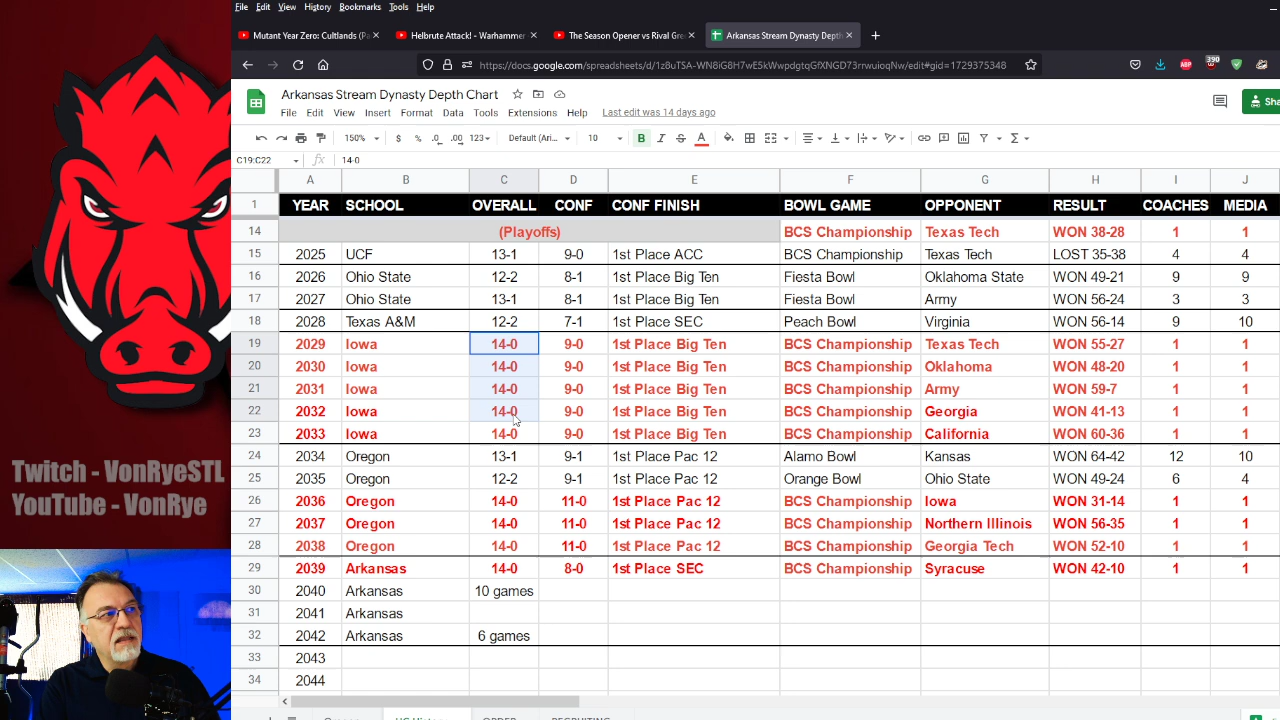 File Edit View History Bookmarks Tools Help
Mutant Year Zero: Cultlands (Pa
Helbrute Attack! - Warhammer
The Season Opener vs Rival Gre
Arkansas Stream Dynasty Depth
https://docs.google.com/spreadsheets/d/1z8uTSA-WN8iG8H7wE5kWwpdgtqGfXNGD73rrwuioqNw/edit#gid=1729375348
390
Arkansas Stream Dynasty Depth Chart
File Edit View Insert Format Data Tools Extensions Help Last edit was 14 days ago
Sha
150% $ % .0 .00 123 Default (Ari... 10 B I S A
C19:C22 fx 14-0
A B C D E F G H I J
1 YEAR SCHOOL OVERALL CONF CONF FINISH BOWL GAME OPPONENT RESULT COACHES MEDIA
14 (Playoffs) BCS Championship Texas Tech WON 38-28 1 1
15 2025 UCF 13-1 9-0 1st Place ACC BCS Championship Texas Tech LOST 35-38 4 4
16 2026 Ohio State 12-2 8-1 1st Place Big Ten Fiesta Bowl Oklahoma State WON 49-21 9 9
17 2027 Ohio State 13-1 8-1 1st Place Big Ten Fiesta Bowl Army WON 56-24 3 3
18 2028 Texas A&M 12-2 7-1 1st Place SEC Peach Bowl Virginia WON 56-14 9 10
19 2029 Iowa 14-0 9-0 1st Place Big Ten BCS Championship Texas Tech WON 55-27 1 1
20 2030 Iowa 14-0 9-0 1st Place Big Ten BCS Championship Oklahoma WON 48-20 1 1
21 2031 Iowa 14-0 9-0 1st Place Big Ten BCS Championship Army WON 59-7 1 1
22 2032 Iowa 14-0 9-0 1st Place Big Ten BCS Championship Georgia WON 41-13 1 1
23 2033 Iowa 14-0 9-0 1st Place Big Ten BCS Championship California WON 60-36 1 1
24 2034 Oregon 13-1 9-1 1st Place Pac 12 Alamo Bowl Kansas WON 64-42 12 10
25 2035 Oregon 12-2 9-1 1st Place Pac 12 Orange Bowl Ohio State WON 49-24 6 4
26 2036 Oregon 14-0 11-0 1st Place Pac 12 BCS Championship Iowa WON 31-14 1 1
27 2037 Oregon 14-0 11-0 1st Place Pac 12 BCS Championship Northern Illinois WON 56-35 1 1
28 2038 Oregon 14-0 11-0 1st Place Pac 12 BCS Championship Georgia Tech WON 52-10 1 1
29 2039 Arkansas 14-0 8-0 1st Place SEC BCS Championship Syracuse WON 42-10 1 1
30 2040 Arkansas 10 games
31 2041 Arkansas
32 2042 Arkansas 6 games
33 2043
34 2044
Twitch - VonRyeSTL
YouTube - VonRye